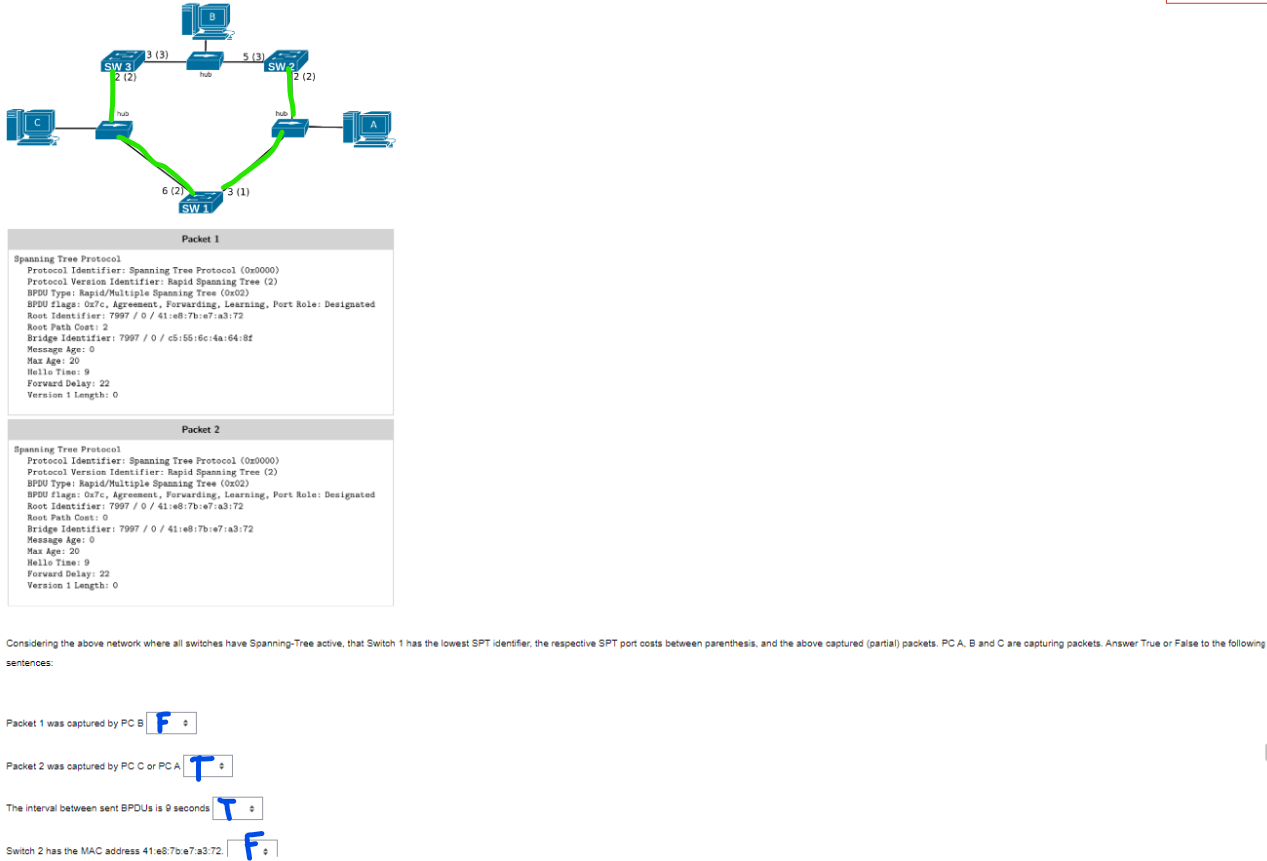 B
3 (3)
5 (3)
SW 3
hub
SW 2
2 (2)
2 (2)
C
hub
hub
A
6 (2)
3 (1)
SW 1
Packet 1
Spanning Tree Protocol
Protocol Identifier: Spanning Tree Protocol (0x0000)
Protocol Version Identifier: Rapid Spanning Tree (2)
BPDU Type: Rapid/Multiple Spanning Tree (0x02)
BPDU flags: 0x7c, Agreement, Forwarding, Learning, Port Role: Designated
Root Identifier: 7997 / 0 / 41:e8:7b:e7:a3:72
Root Path Cost: 2
Bridge Identifier: 7997 / 0 / c5:55:6c:4a:64:8f
Message Age: 0
Max Age: 20
Hello Time: 9
Forward Delay: 22
Version 1 Length: 0
Packet 2
Spanning Tree Protocol
Protocol Identifier: Spanning Tree Protocol (0x0000)
Protocol Version Identifier: Rapid Spanning Tree (2)
BPDU Type: Rapid/Multiple Spanning Tree (0x02)
BPDU flags: 0x7c, Agreement, Forwarding, Learning, Port Role: Designated
Root Identifier: 7997 / 0 / 41:e8:7b:e7:a3:72
Root Path Cost: 0
Bridge Identifier: 7997 / 0 / 41:e8:7b:e7:a3:72
Message Age: 0
Max Age: 20
Hello Time: 9
Forward Delay: 22
Version 1 Length: 0
Considering the above network where all switches have Spanning-Tree active, that Switch 1 has the lowest SPT identifier, the respective SPT port costs between parenthesis, and the above captured (partial) packets. PC A, B and C are capturing packets. Answer True or False to the following
sentences:
Packet 1 was captured by PC B F
Packet 2 was captured by PC C or PC A T
The interval between sent BPDUs is 9 seconds T
Switch 2 has the MAC address 41:e8:7b:e7:a3:72. F